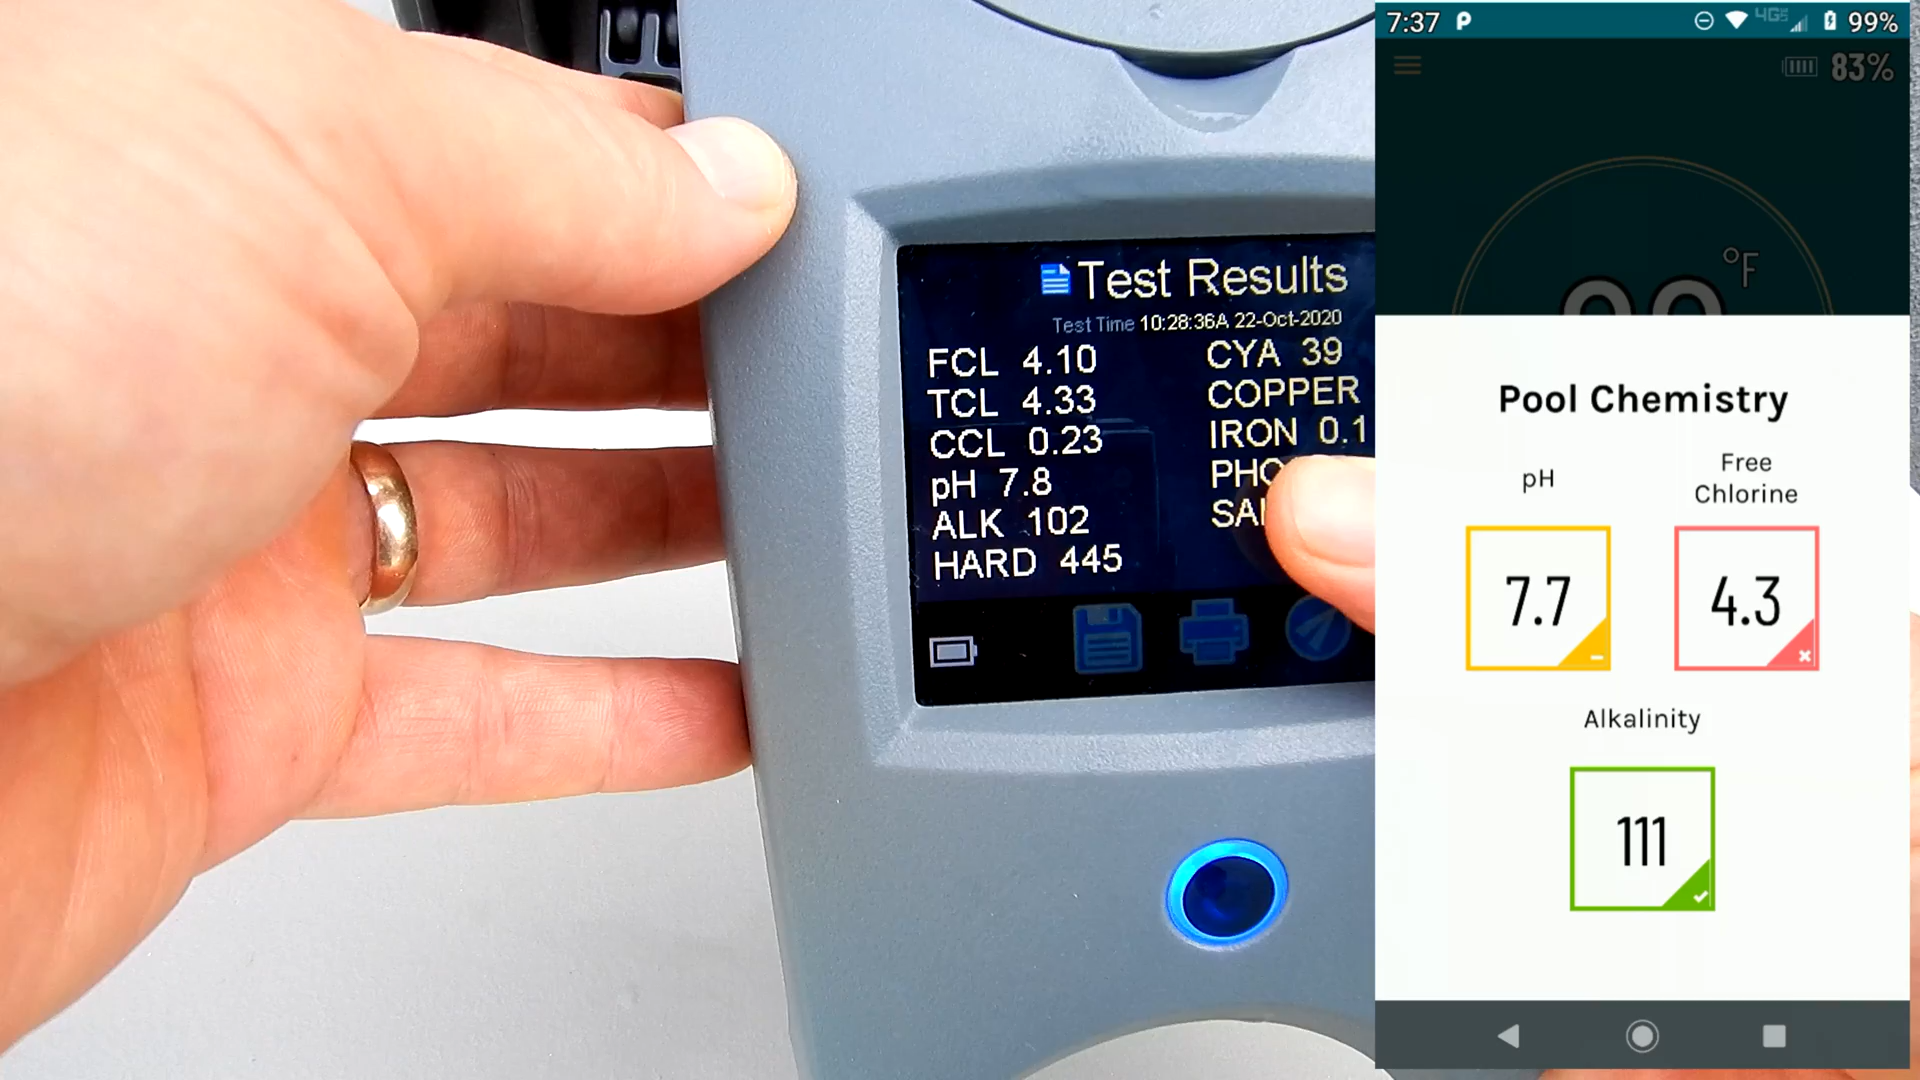 Test Results
Test Time 10:28:36A 22-Oct-2020
FCL 4.10
TCL 4.33
CCL 0.23
pH 7.8
ALK 102
HARD 445
CYA 39
COPPER
IRON 0.1
7:37
4G
99%
83%
°F
Pool Chemistry
pH
Free
Chlorine
7.7
4.3
Alkalinity
111